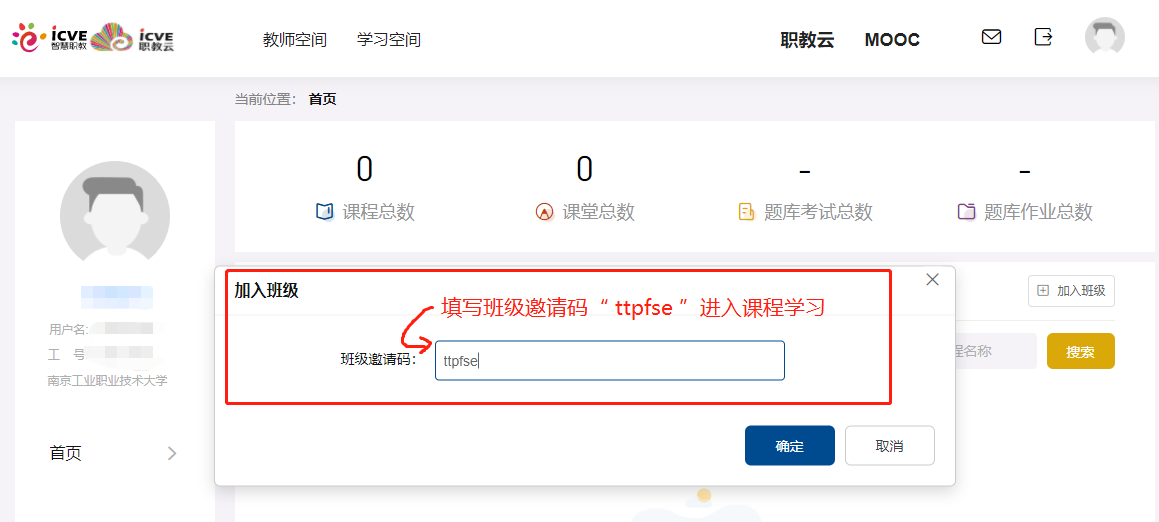 icve 智慧职教 icve 职教云 教师空间 学习空间 职教云 MOOC
当前位置： 首页
0 0 - -
课程总数 课堂总数 题库考试总数 题库作业总数
加入班级
加入班级
填写班级邀请码“ ttpfse ”进入课程学习
班级邀请码： ttpfse
程名称 搜索
确定 取消
用户名:
工 号
南京工业职业技术大学
首页